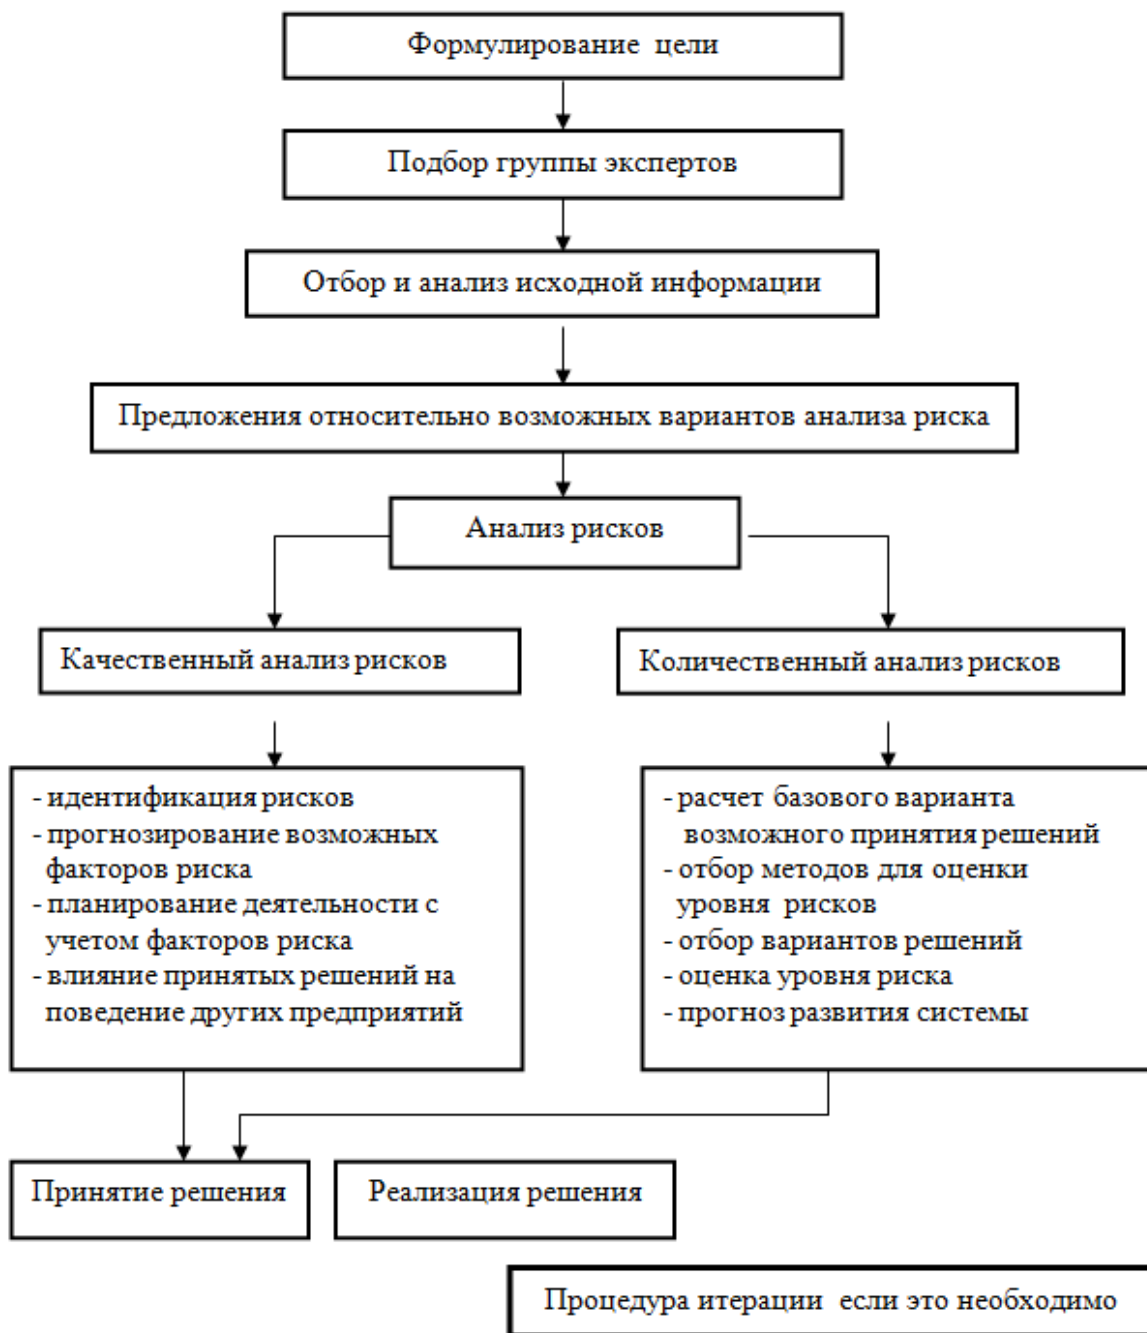 Формулирование цели
Подбор группы экспертов
Отбор и анализ исходной информации
Предложения относительно возможных вариантов анализа риска
Анализ рисков
Качественный анализ рисков
Количественный анализ рисков
- идентификация рисков
- прогнозирование возможных
факторов риска
- планирование деятельности с
учетом факторов риска
- влияние принятых решений на
поведение других предприятий
- расчет базового варианта
возможного принятия решений
- отбор методов для оценки
уровня рисков
- отбор вариантов решений
- оценка уровня риска
- прогноз развития системы
Принятие решения
Реализация решения
Процедура итерации если это необходимо